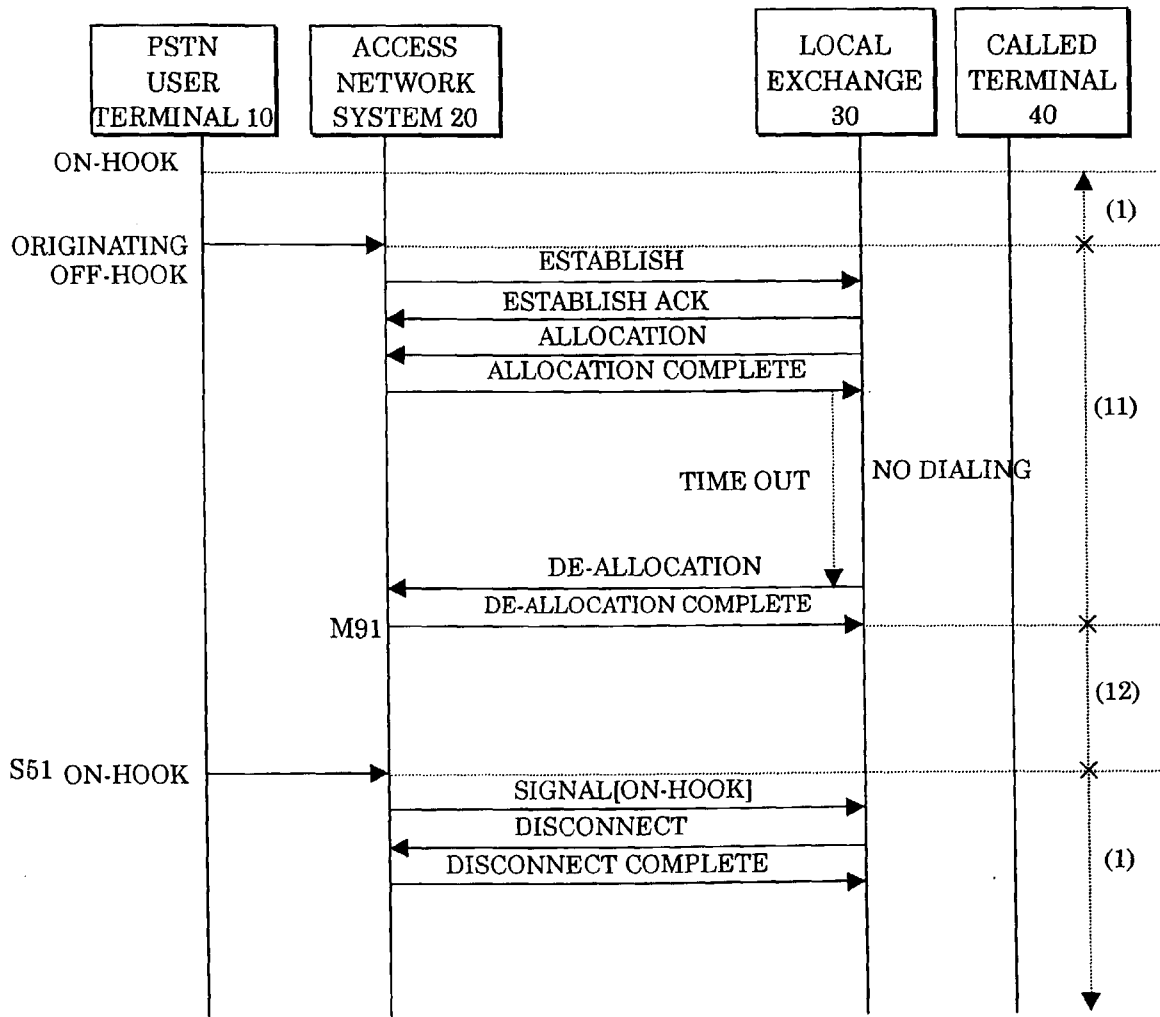 PSTN
USER
TERMINAL 10
ACCESS
NETWORK
SYSTEM 20
LOCAL
EXCHANGE
30
CALLED
TERMINAL
40
ON-HOOK
(1)
ORIGINATING
OFF-HOOK
ESTABLISH
ESTABLISH ACK
ALLOCATION
ALLOCATION COMPLETE
(11)
TIME OUT
NO DIALING
DE-ALLOCATION
DE-ALLOCATION COMPLETE
M91
(12)
S51 ON-HOOK
SIGNAL[ON-HOOK]
DISCONNECT
DISCONNECT COMPLETE
(1)